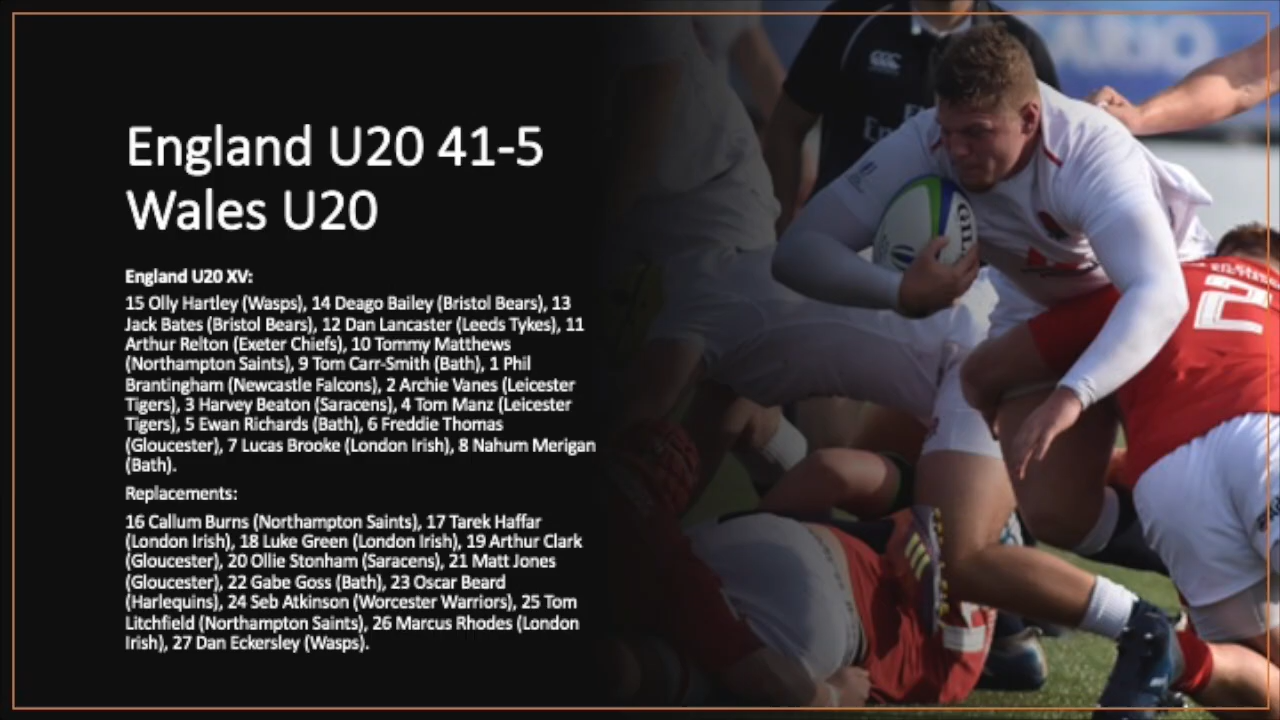 England U20 41-5
Wales U20
England U20 XV:
15 Olly Hartley (Wasps), 14 Deago Bailey (Bristol Bears), 13
Jack Bates (Bristol Bears), 12 Dan Lancaster (Leeds Tykes), 11
Arthur Relton (Exeter Chiefs), 10 Tommy Matthews
(Northampton Saints), 9 Tom Carr-Smith (Bath), 1 Phil
Brantingham (Newcastle Falcons), 2 Archie Vanes (Leicester
Tigers), 3 Harvey Beaton (Saracens), 4 Tom Manz (Leicester
Tigers), 5 Ewan Richards (Bath), 6 Freddie Thomas
(Gloucester), 7 Lucas Brooke (London Irish), 8 Nahum Merigan
(Bath).
Replacements:
16 Callum Burns (Northampton Saints), 17 Tarek Haffar
(London Irish), 18 Luke Green (London Irish), 19 Arthur Clark
(Gloucester), 20 Ollie Stonham (Saracens), 21 Matt Jones
(Gloucester), 22 Gabe Goss (Bath), 23 Oscar Beard
(Harlequins), 24 Seb Atkinson (Worcester Warriors), 25 Tom
Litchfield (Northampton Saints), 26 Marcus Rhodes (London
Irish), 27 Dan Eckersley (Wasps).
2